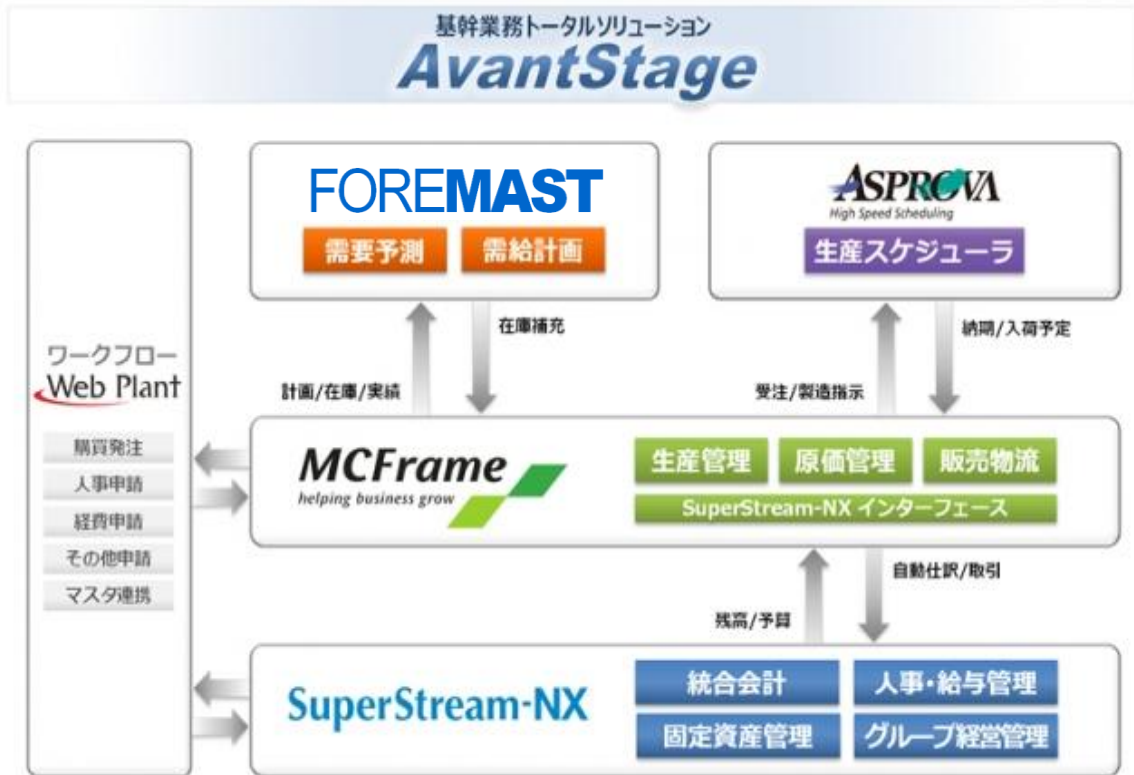 基幹業務トータルソリューション
AvantStage
FOREMAST
需要予測 需給計画
ASPROVA
High Speed Scheduling
生産スケジューラ
在庫補充
納期/入荷予定
計画/在庫/実績
受注/製造指示
ワークフロー
Web Plant
購買発注
人事申請
経費申請
その他申請
マスタ連携
MCFrame
helping business grow
生産管理 原価管理 販売物流
SuperStream-NX インターフェース
自動仕訳/取引
残高/予算
SuperStream-NX
統合会計 人事・給与管理
固定資産管理 グループ経営管理